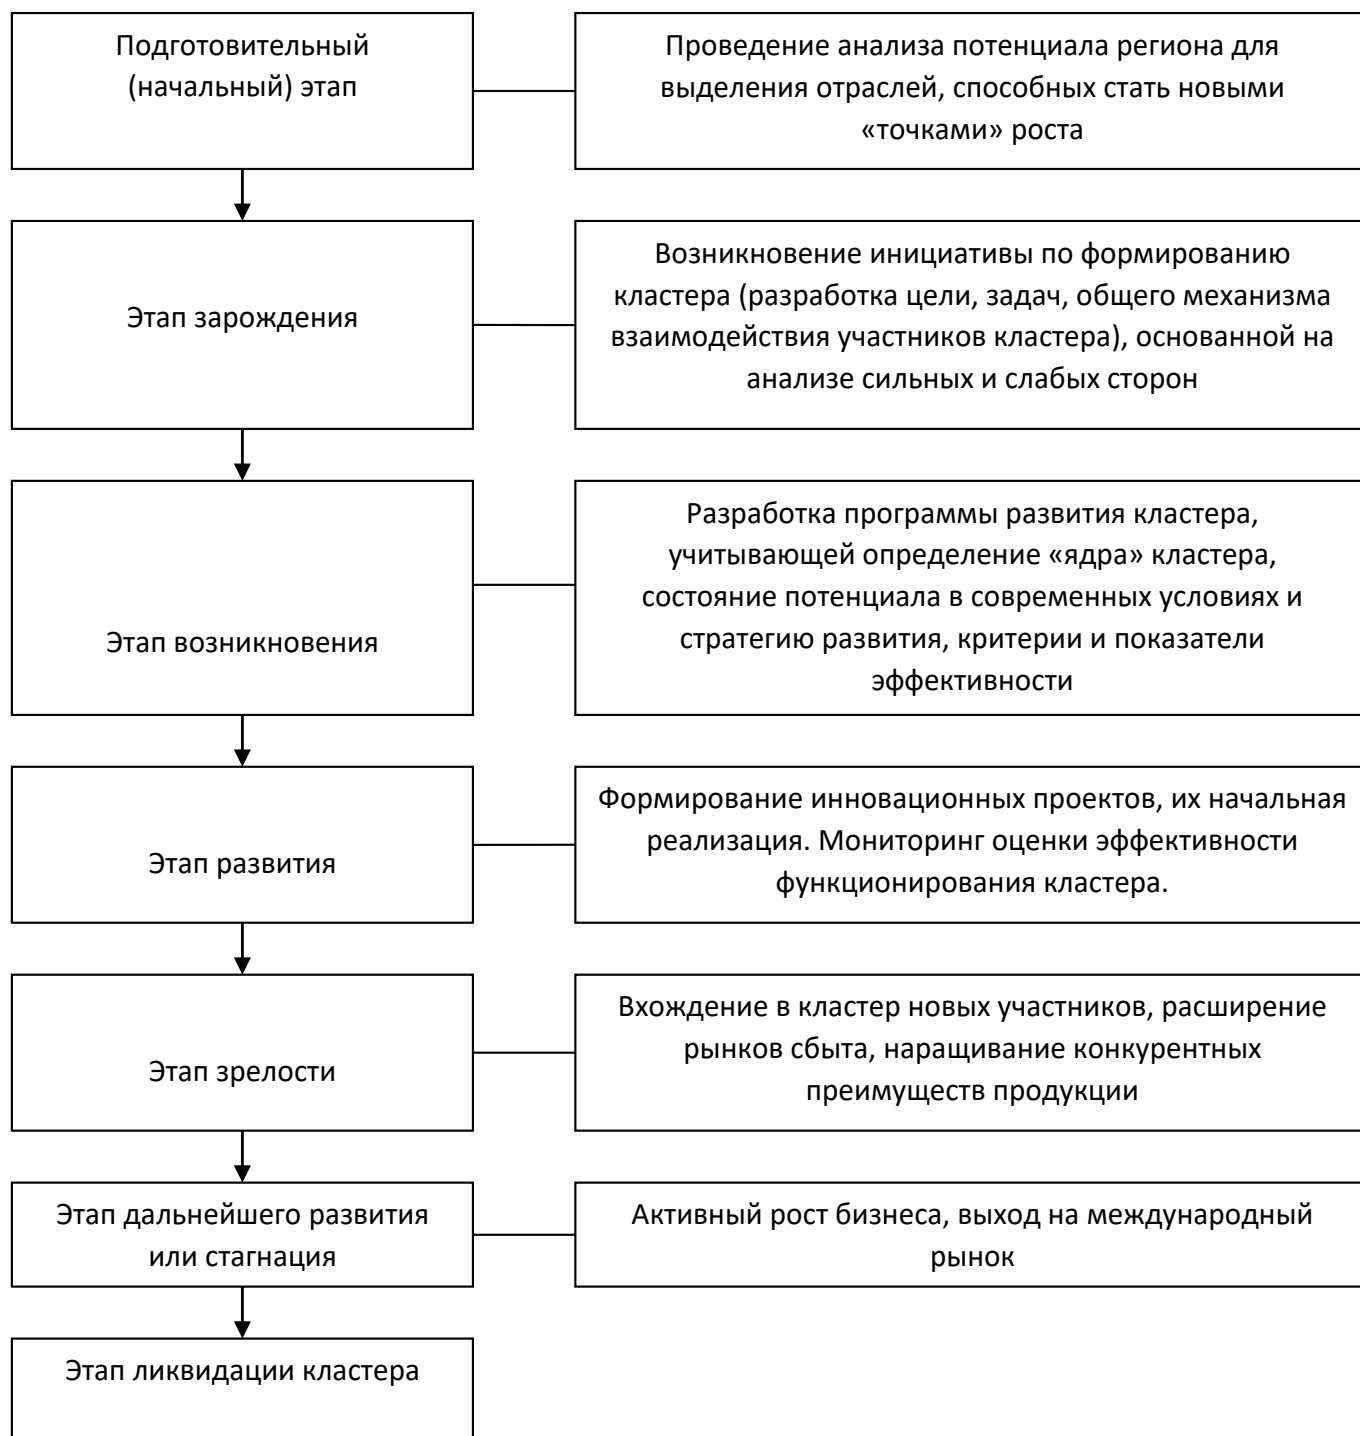 Подготовительный
(начальный) этап
Проведение анализа потенциала региона для
выделения отраслей, способных стать новыми
«точками» роста
Этап зарождения
Возникновение инициативы по формированию
кластера (разработка цели, задач, общего механизма
взаимодействия участников кластера), основанной на
анализе сильных и слабых сторон
Этап возникновения
Разработка программы развития кластера,
учитывающей определение «ядра» кластера,
состояние потенциала в современных условиях и
стратегию развития, критерии и показатели
эффективности
Этап развития
Формирование инновационных проектов, их начальная
реализация. Мониторинг оценки эффективности
функционирования кластера.
Этап зрелости
Вхождение в кластер новых участников, расширение
рынков сбыта, наращивание конкурентных
преимуществ продукции
Этап дальнейшего развития
или стагнация
Активный рост бизнеса, выход на международный
рынок
Этап ликвидации кластера